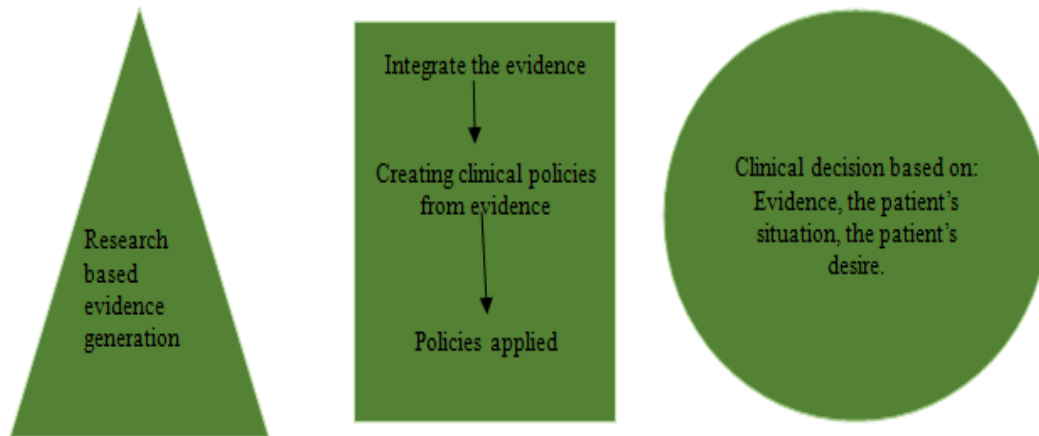 Research
based
evidence
generation
Integrate the evidence
Creating clinical policies
from evidence
Policies applied
Clinical decision based on:
Evidence, the patient’s
situation, the patient’s
desire.